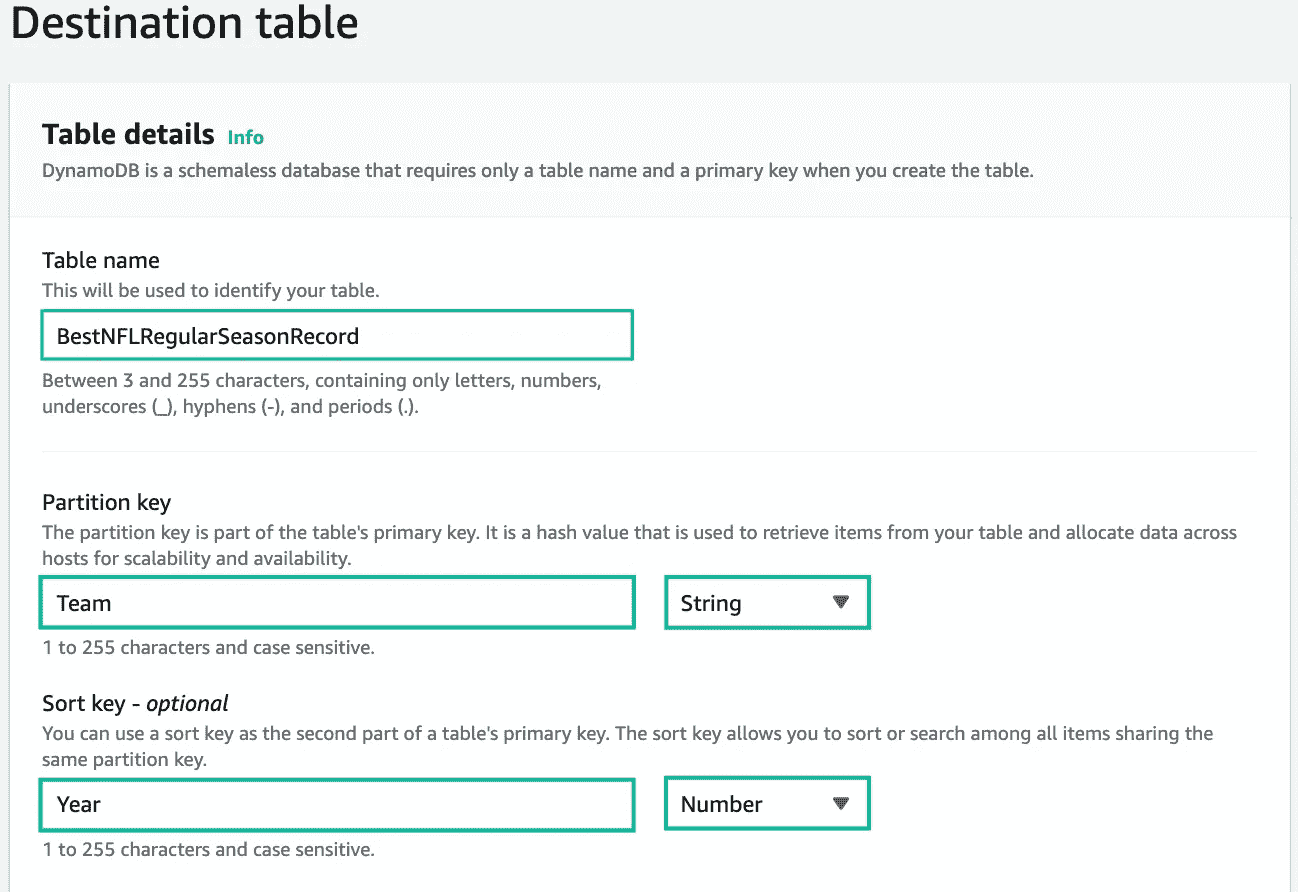 Destination table
Table details Info
DynamoDB is a schemaless database that requires only a table name and a primary key when you create the table.
Table name
This will be used to identify your table.
BestNFLRegularSeasonRecord
Between 3 and 255 characters, containing only letters, numbers,
underscores (_), hyphens (-), and periods (.).
Partition key
The partition key is part of the table's primary key. It is a hash value that is used to retrieve items from your table and allocate data across
hosts for scalability and availability.
Team String
1 to 255 characters and case sensitive.
Sort key - optional
You can use a sort key as the second part of a table's primary key. The sort key allows you to sort or search among all items sharing the
same partition key.
Year Number
1 to 255 characters and case sensitive.